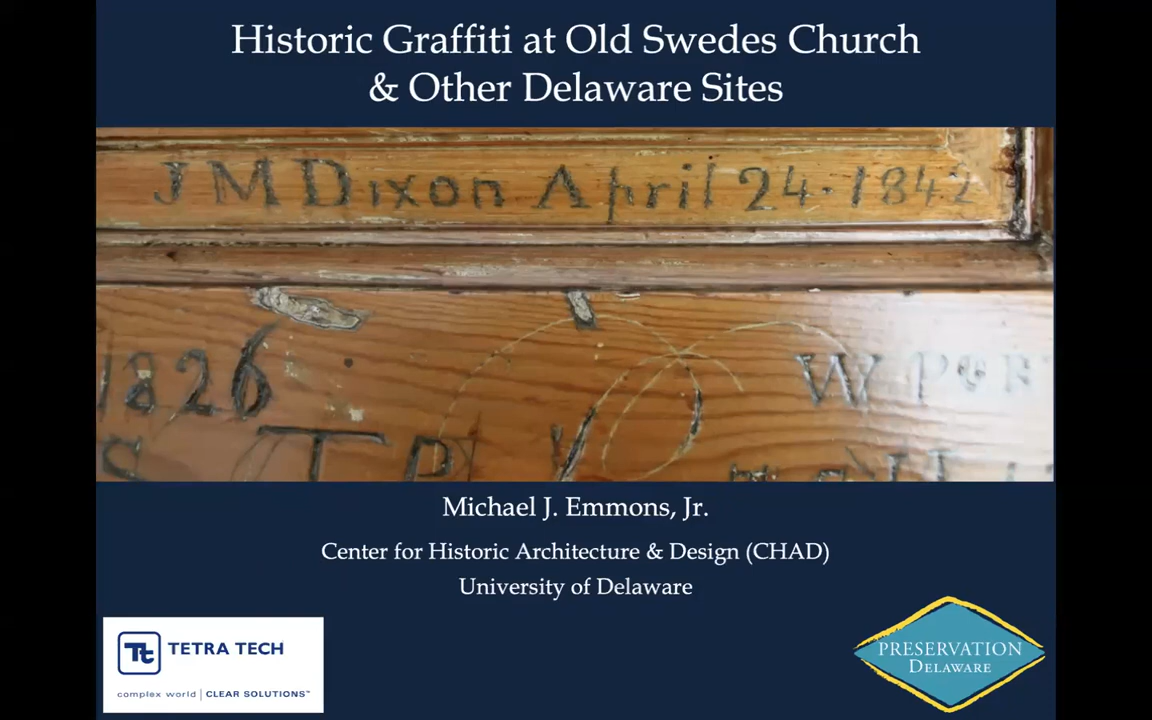 Historic Graffiti at Old Swedes Church
& Other Delaware Sites
J M Dixon April 24. 1842
1826
W
Michael J. Emmons, Jr.
Center for Historic Architecture & Design (CHAD)
University of Delaware
Tt TETRA TECH
complex world | CLEAR SOLUTIONS™
PRESERVATION
DELAWARE